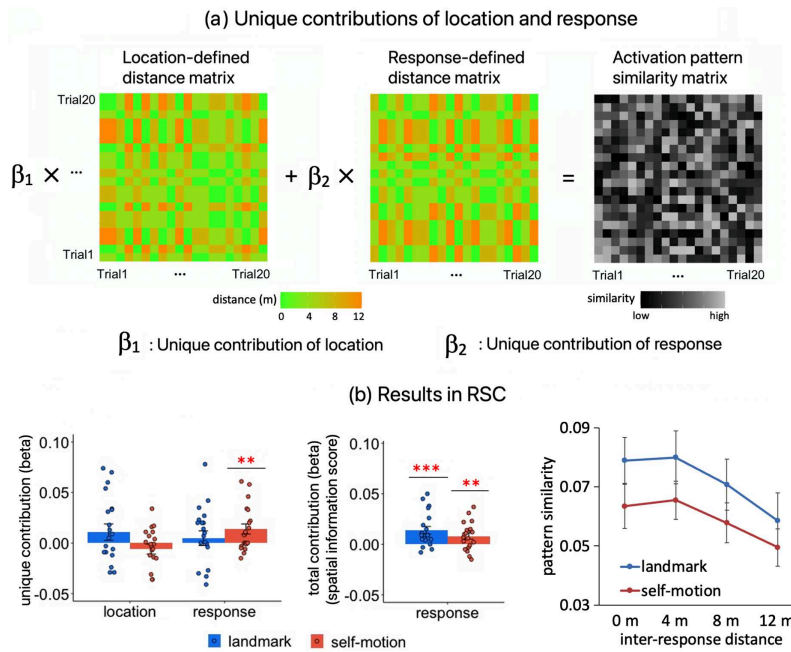 (a) Unique contributions of location and response
Location-defined
distance matrix
Response-defined
distance matrix
Activation pattern
similarity matrix
Trial20
β1 × ...
+ β2 ×
=
Trial1
Trial1 ... Trial20
Trial1 ... Trial20
Trial1 ... Trial20
distance (m)
0 4 8 12
similarity
low high
β1 : Unique contribution of location
β2 : Unique contribution of response
(b) Results in RSC
unique contribution (beta)
0.10
0.05
0.00
-0.05
**
location response
total contribution (beta)
(spatial information score)
0.10
0.05
0.00
-0.05
***
**
response
landmark self-motion
pattern similarity
0.09
0.07
0.05
0.03
landmark
self-motion
0 m 4 m 8 m 12 m
inter-response distance